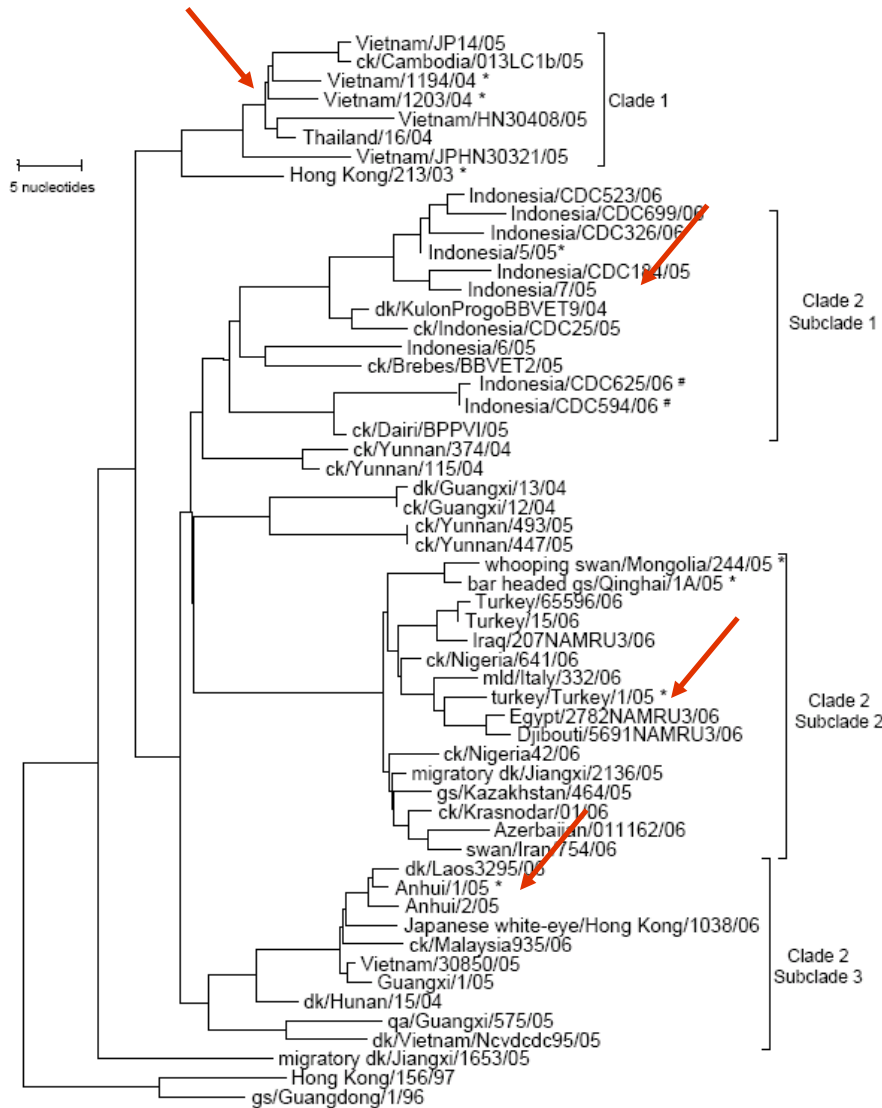 Vietnam/JP14/05
ck/Cambodia/013LC1b/05
Vietnam/1194/04 *
Vietnam/1203/04 *
Vietnam/HN30408/05
Thailand/16/04
Vietnam/JPHN30321/05
Hong Kong/213/03 *
Clade 1
5 nucleotides
Indonesia/CDC523/06
Indonesia/CDC699/06
Indonesia/CDC326/06
Indonesia/5/05*
Indonesia/CDC184/05
Indonesia/7/05
dk/KulonProgoBBVET9/04
ck/Indonesia/CDC25/05
Indonesia/6/05
ck/Brebes/BBVET2/05
Indonesia/CDC625/06 #
Indonesia/CDC594/06 #
ck/Dairi/BPPVI/05
Clade 2
Subclade 1
ck/Yunnan/374/04
ck/Yunnan/115/04
dk/Guangxi/13/04
ck/Guangxi/12/04
ck/Yunnan/493/05
ck/Yunnan/447/05
whooping swan/Mongolia/244/05 *
bar headed gs/Qinghai/1A/05 *
Turkey/65596/06
Turkey/15/06
Iraq/207NAMRU3/06
ck/Nigeria/641/06
mld/Italy/332/06
turkey/Turkey/1/05 *
Egypt/2782NAMRU3/06
Djibouti/5691NAMRU3/06
ck/Nigeria42/06
migratory dk/Jiangxi/2136/05
gs/Kazakhstan/464/05
ck/Krasnodar/01/06
Azerbaijan/011162/06
swan/Iran/754/06
Clade 2
Subclade 2
dk/Laos3295/06
Anhui/1/05 *
Anhui/2/05
Japanese white-eye/Hong Kong/1038/06
ck/Malaysia935/06
Vietnam/30850/05
Guangxi/1/05
dk/Hunan/15/04
qa/Guangxi/575/05
dk/Vietnam/Ncvdcdc95/05
Clade 2
Subclade 3
migratory dk/Jiangxi/1653/05
Hong Kong/156/97
gs/Guangdong/1/96